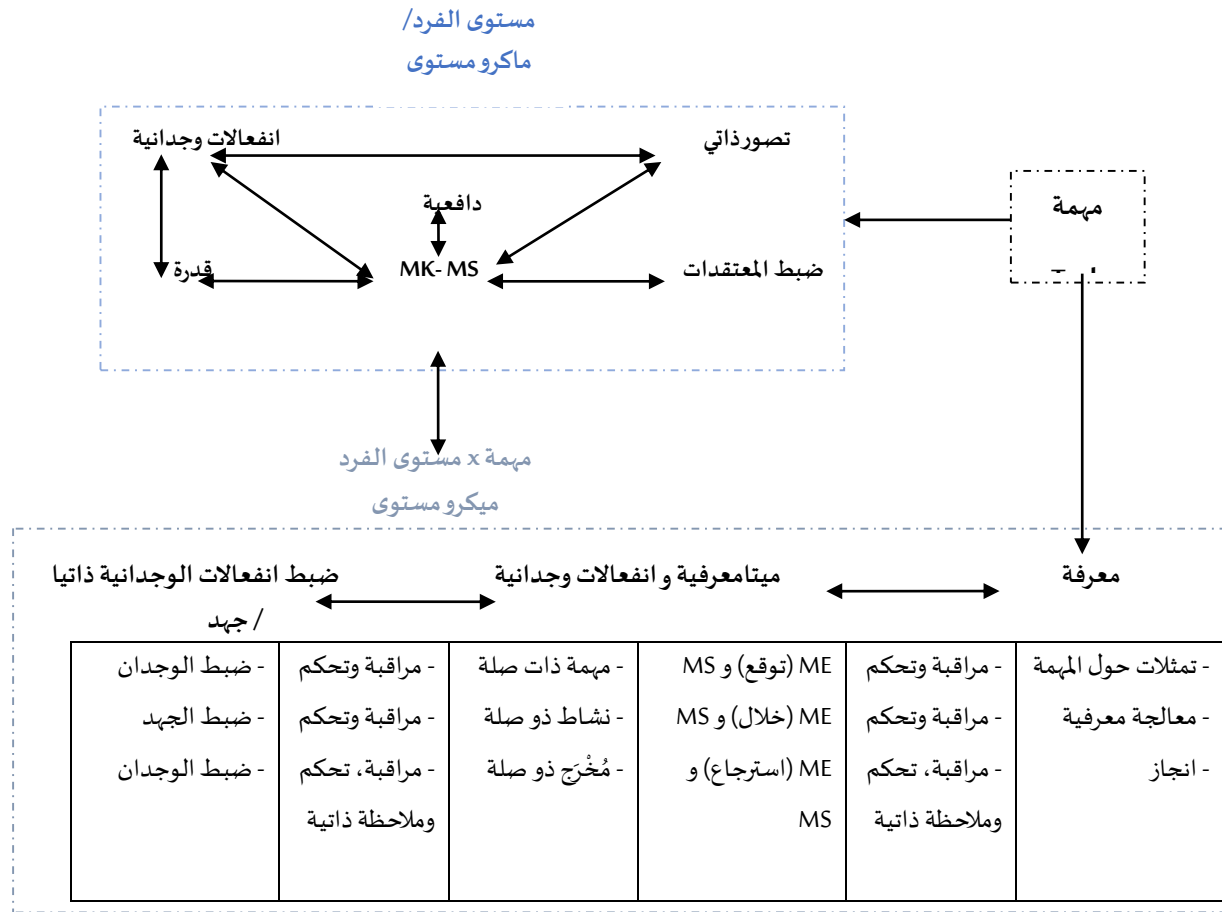 مستوى الفرد/
ماكرو مستوى
انفعالات وجدانية
تصور ذاتي
دافعية
قدرة
MK- MS
ضبط المعتقدات
مهمة
مهمة x مستوى الفرد
ميكرو مستوى
معرفة
ميتامعرفية و انفعالات وجدانية
ضبط انفعالات الوجدانية ذاتيا
/ جهد
- تمثلات حول المهمة
- معالجة معرفية
- انجاز
- مراقبة وتحكم
- مراقبة وتحكم
- مراقبة، تحكم
وملاحظة ذاتية
ME (توقع) و MS
ME (خلال) و MS
ME (استرجاع) و
MS
- مهمة ذات صلة
- نشاط ذو صلة
- مُخْرَج ذو صلة
- مراقبة وتحكم
- مراقبة وتحكم
- مراقبة، تحكم
وملاحظة ذاتية
- ضبط الوجدان
- ضبط الجهد
- ضبط الوجدان